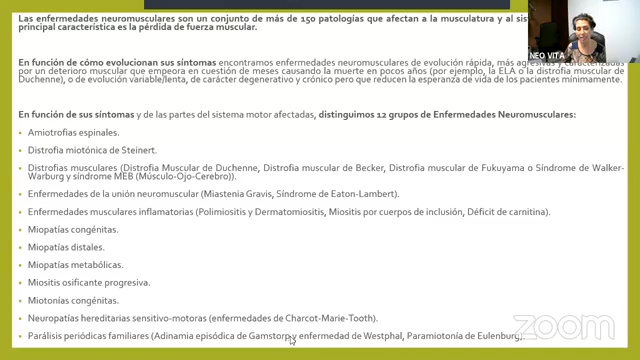 Las enfermedades neuromusculares son un conjunto de más de 150 patologías que afectan a la musculatura y al sis
principal característica es la pérdida de fuerza muscular.
NEO VITA
En función de cómo evolucionan sus síntomas encontramos enfermedades neuromusculares de evolución rápida, más
por un deterioro muscular que empeora en cuestión de meses causando la muerte en pocos años (por ejemplo, la ELA o la distrofia muscular de
Duchenne), o de evolución variable/lenta, de carácter degenerativo y crónico pero que reducen la esperanza de vida de los pacientes mínimamente.
En función de sus síntomas y de las partes del sistema motor afectadas, distinguimos 12 grupos de Enfermedades Neuromusculares:
• Amiotrofias espinales.
• Distrofia miotónica de Steinert.
• Distrofias musculares (Distrofia Muscular de Duchenne, Distrofia muscular de Becker, Distrofia muscular de Fukuyama o Síndrome de Walker-
Warburg y síndrome MEB (Músculo-Ojo-Cerebro)).
• Enfermedades de la unión neuromuscular (Miastenia Gravis, Síndrome de Eaton-Lambert).
• Enfermedades musculares inflamatorias (Polimiositis y Dermatomiositis, Miositis por cuerpos de inclusión, Déficit de carnitina).
• Miopatías congénitas.
• Miopatías distales.
• Miopatías metabólicas.
• Miositis osificante progresiva.
• Miotonías congénitas.
• Neuropatías hereditarias sensitivo-motoras (enfermedades de Charcot-Marie-Tooth).
• Parálisis periódicas familiares (Adinamia episódica de Gamstorp y enfermedad de Westphal, Paramiotonía de Eulenburg).
zoom